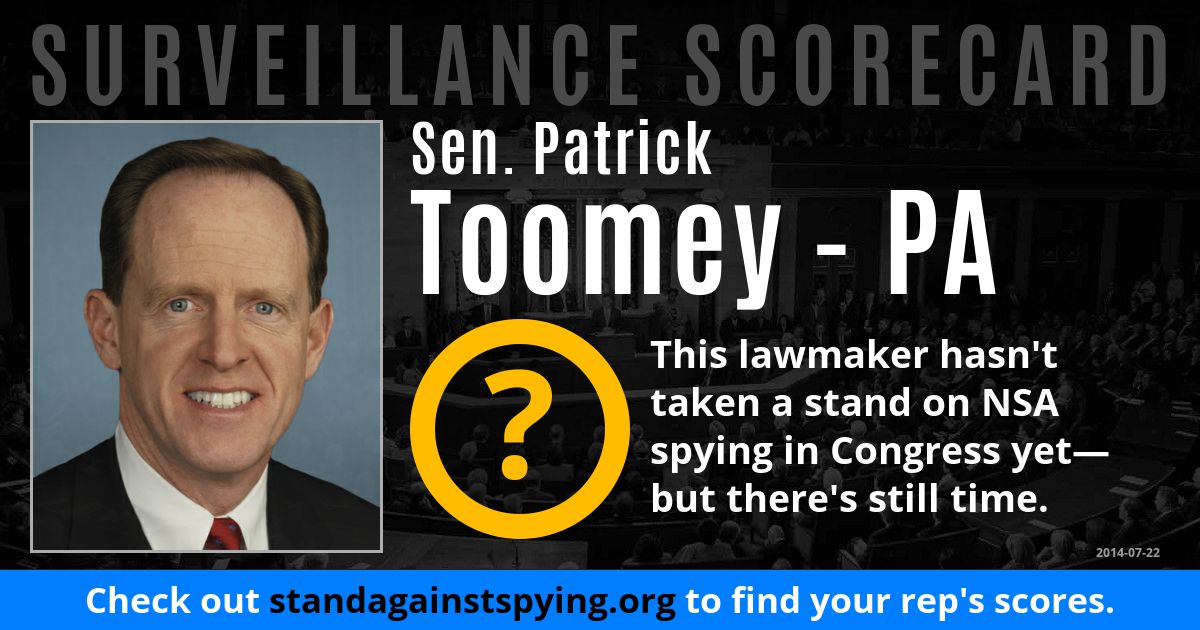 SURVEILLANCE SCORECARD
Sen. Patrick
Toomey - PA
?
This lawmaker hasn't
taken a stand on NSA
spying in Congress yet—
but there's still time.
2014-07-22
Check out standagainstspying.org to find your rep's scores.